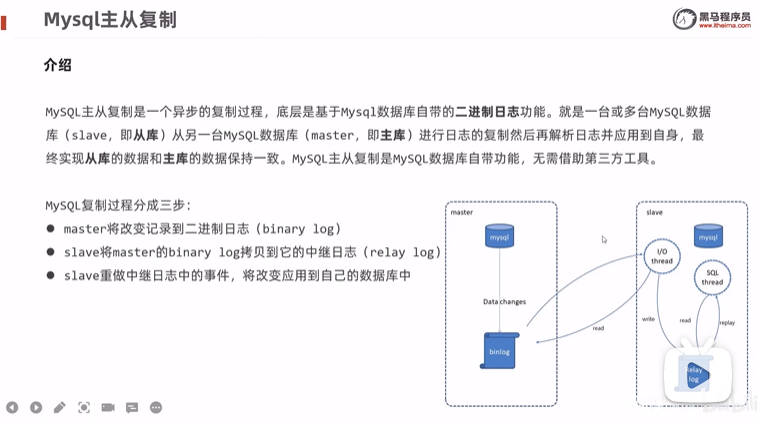 Mysql主从复制
黑马程序员
www.itheima.com
介绍
MySQL主从复制是一个异步的复制过程，底层是基于Mysql数据库自带的二进制日志功能。就是一台或多台MySQL数据
库（slave，即从库）从另一台MySQL数据库（master，即主库）进行日志的复制然后再解析日志并应用到自身，最
终实现从库的数据和主库的数据保持一致。MySQL主从复制是MySQL数据库自带功能，无需借助第三方工具。
MySQL复制过程分成三步：
● master将改变记录到二进制日志（binary log）
● slave将master的binary log拷贝到它的中继日志（relay log）
● slave重做中继日志中的事件，将改变应用到自己的数据库中
master
mysql
Data changes
binlog
read
slave
mysql
I/O
thread
SQL
thread
write
read
replay
relay
log